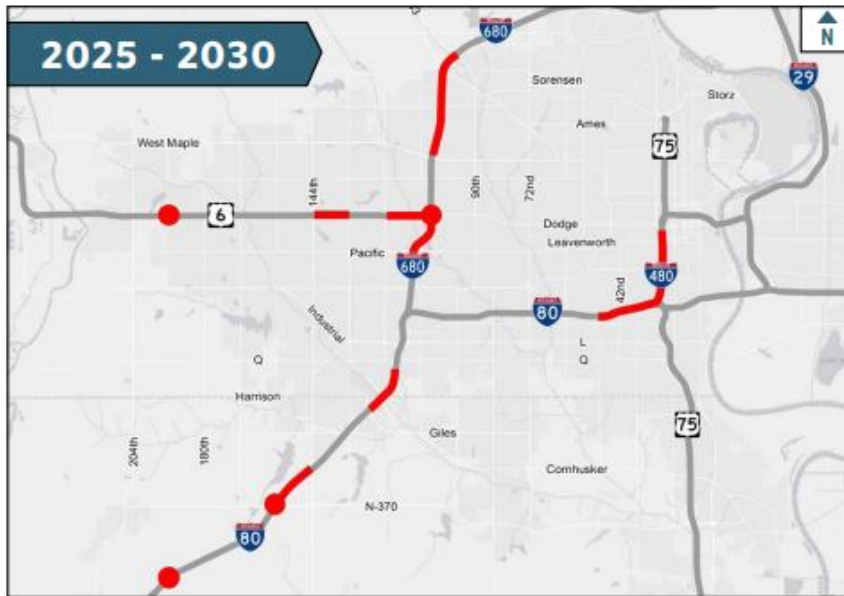 2025 - 2030
N
680
29
Sorensen
Storz
Ames
75
West Maple
144th
90th
72nd
6
Dodge
Leavenworth
Pacific
680
480
42nd
80
Industrial
L
Q
Q
Harrison
75
Giles
204th
180th
Cornhusker
N-370
80